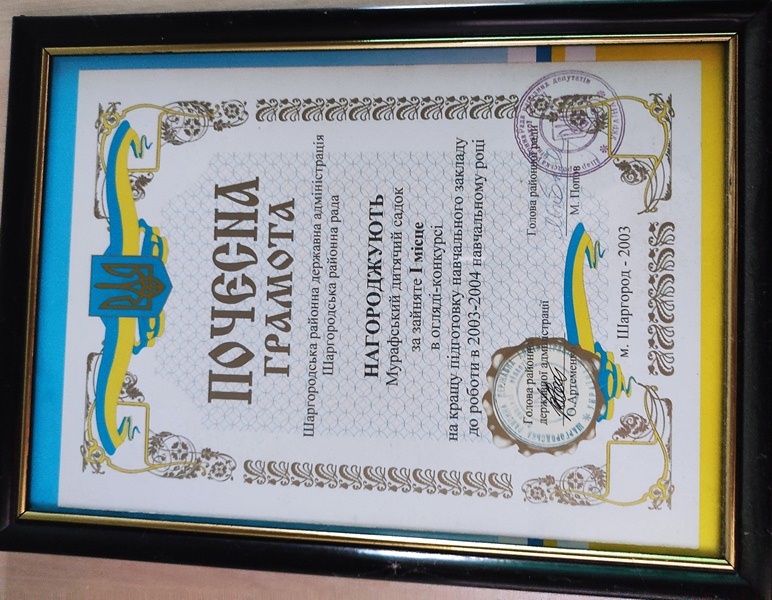 ПОЧЕСНА
ГРАМОТА
Шаргородська районна державна адміністрація
Шаргородська районна рада
НАГОРОДЖУЮТЬ
Мурафський дитячий садок
за зайняте І місце
в огляді-конкурсі
на кращу підготовку навчального закладу
до роботи в 2003-2004 навчальному році
Голова районної
державної адміністрації
О.Артеменко
Голова районної ради
М. Попов
м. Шаргород - 2003